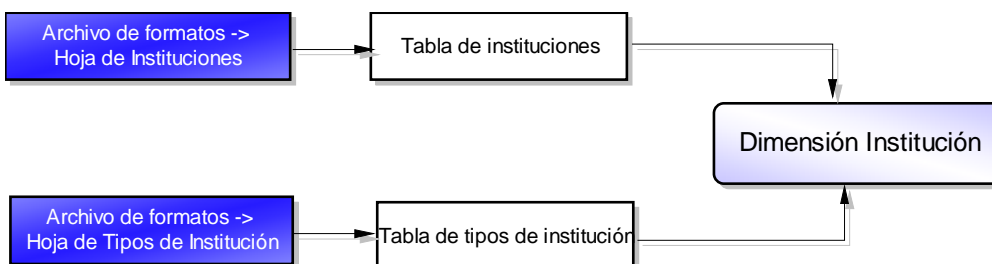 Archivo de formatos ->
Hoja de Instituciones
Tabla de instituciones
Dimensión Institución
Archivo de formatos ->
Hoja de Tipos de Institución
Tabla de tipos de institución